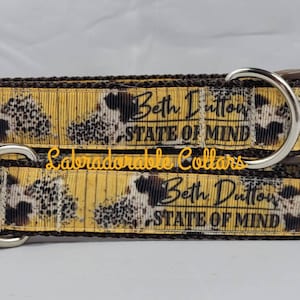 Beth Dutton
STATE OF MIND
Labradorable Collars
Beth Dutton
STATE OF MIND